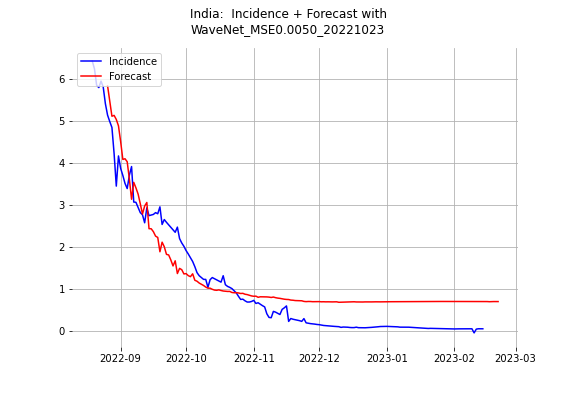 India:  Incidence + Forecast with
WaveNet_MSE0.0050_20221023
Incidence
Forecast
6
5
4
3
2
1
0
2022-09 2022-10 2022-11 2022-12 2023-01 2023-02 2023-03